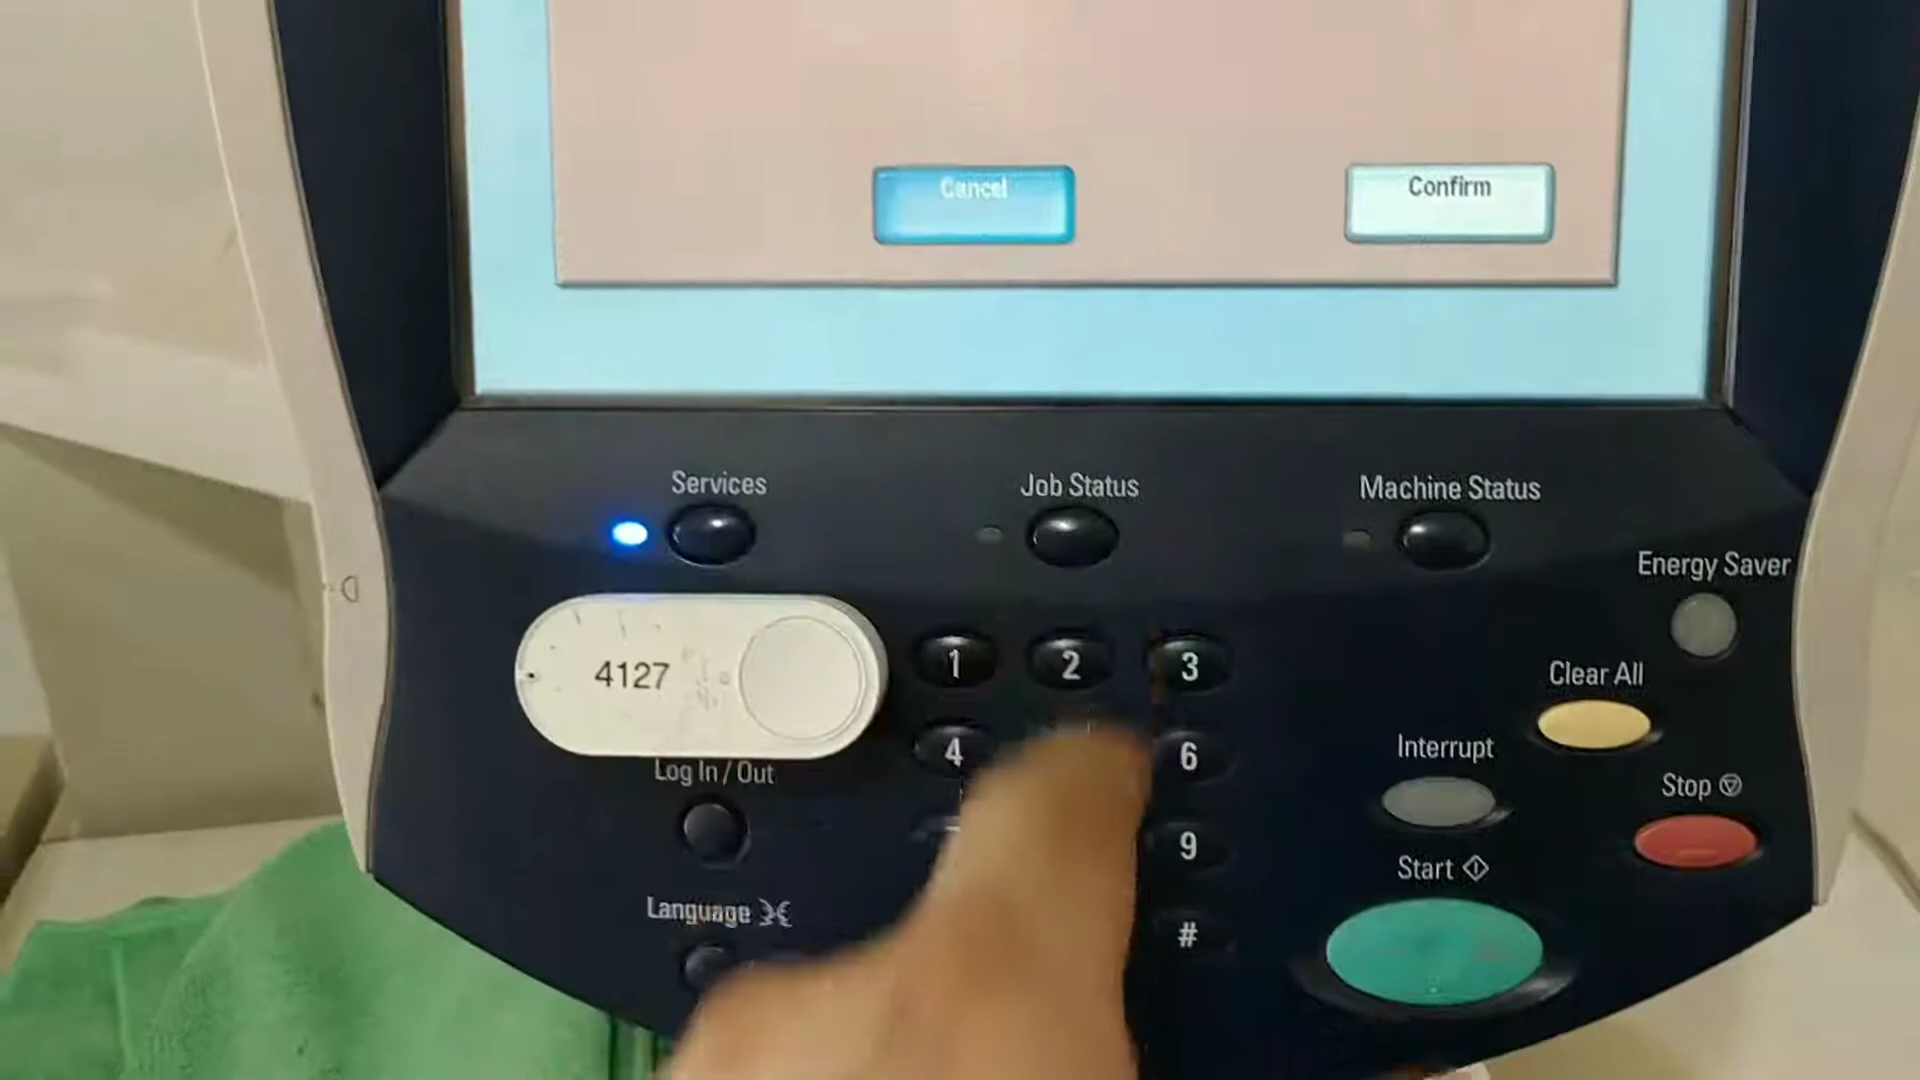 Cancel
Confirm
Services
Job Status
Machine Status
Energy Saver
1
2
3
4127
Clear All
4
6
Interrupt
Log In / Out
Stop
9
Start
Language
#